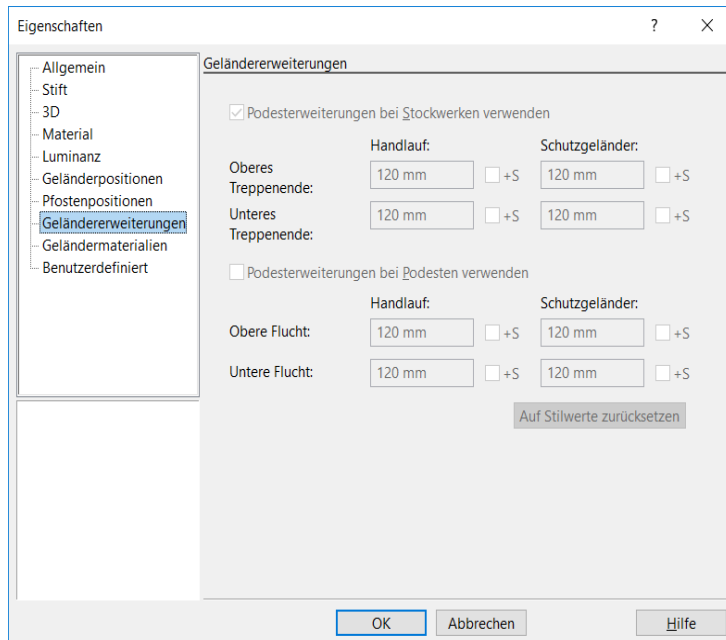 Eigenschaften
?
Allgemein
Stift
3D
Material
Luminanz
Geländerpositionen
Pfostenpositionen
Geländererweiterungen
Geländermaterialien
Benutzerdefiniert
Geländererweiterungen
Podesterweiterungen bei Stockwerken verwenden
Handlauf: Schutzgeländer:
Oberes
Treppenende: 120 mm +S 120 mm +S
Unteres
Treppenende: 120 mm +S 120 mm +S
Podesterweiterungen bei Podesten verwenden
Handlauf: Schutzgeländer:
Obere Flucht: 120 mm +S 120 mm +S
Untere Flucht: 120 mm +S 120 mm +S
Auf Stilwerte zurücksetzen
OK Abbrechen Hilfe